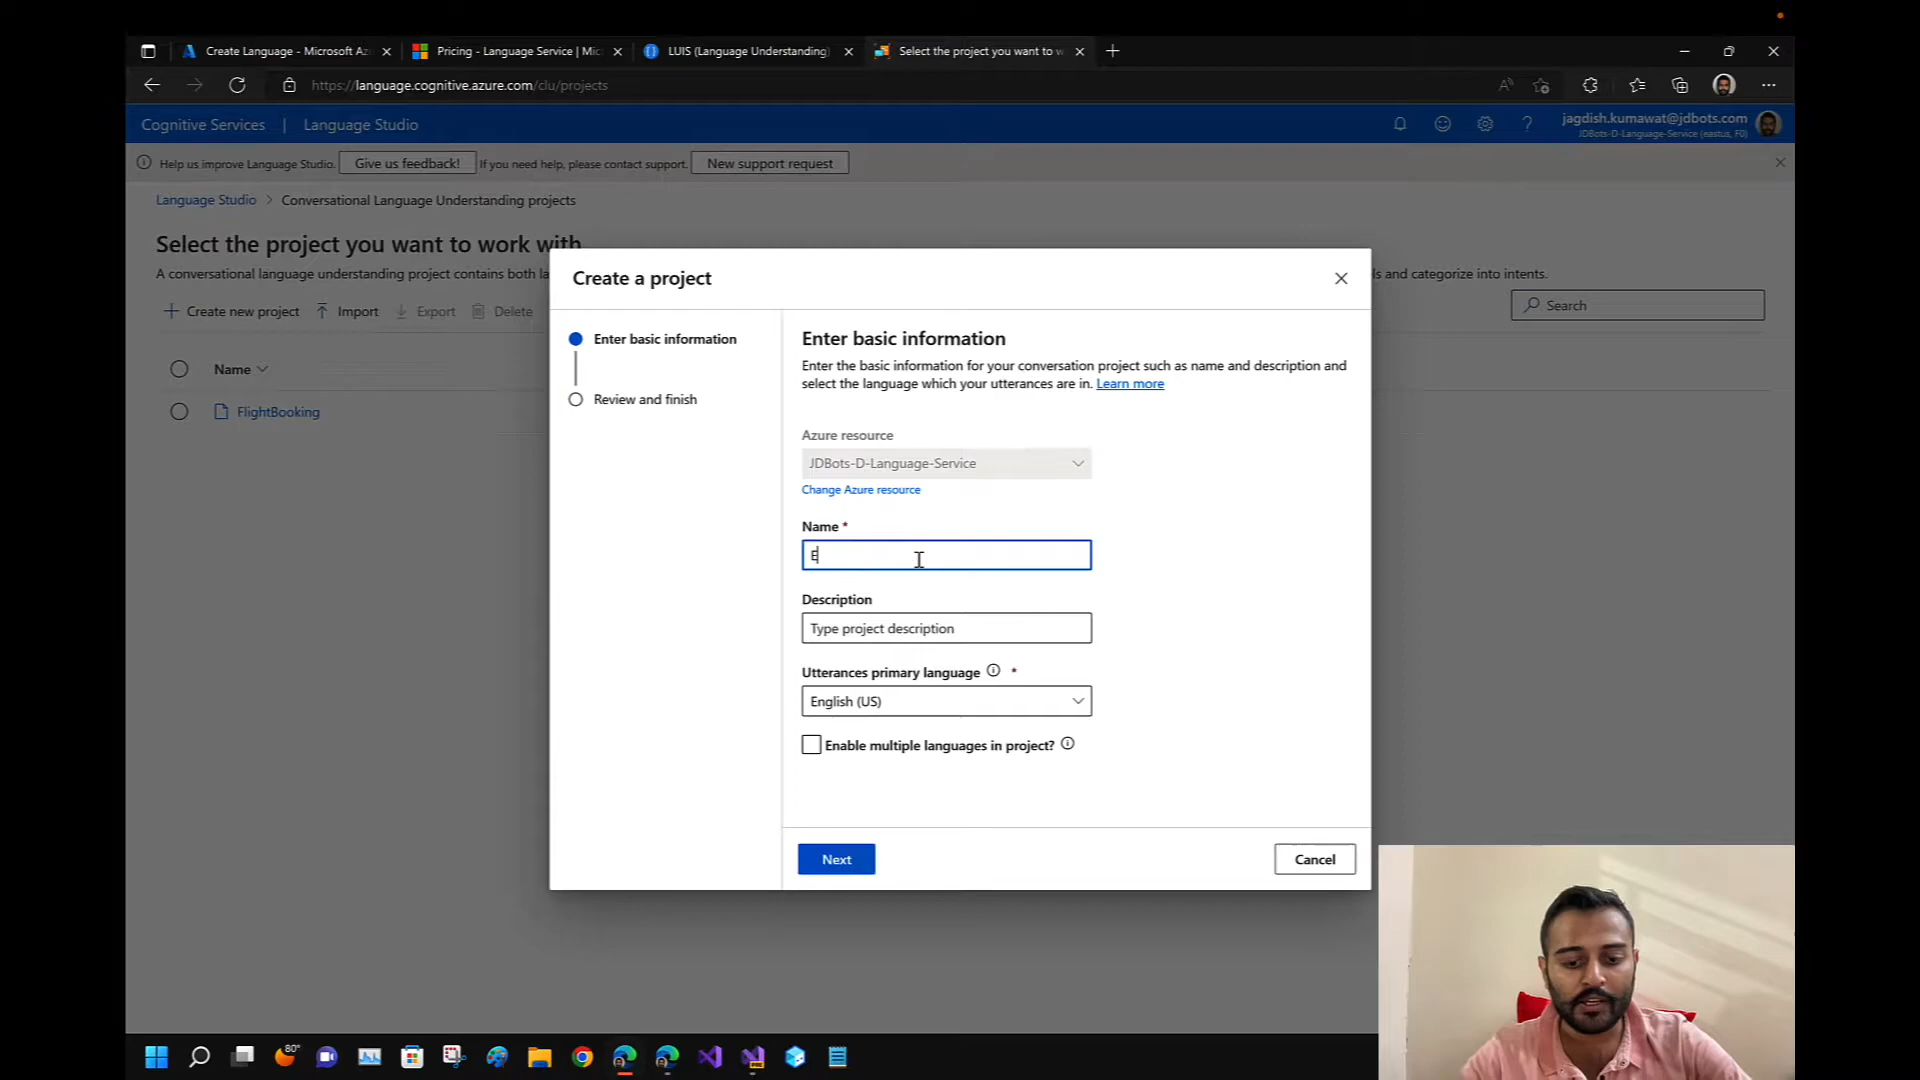 Create Language - Microsoft Az
Pricing - Language Service | Mic
LUIS (Language Understanding)
Select the project you want to w
https://language.cognitive.azure.com/clu/projects
Cognitive Services | Language Studio
jagdish.kumawat@jdbots.com
JDBots-D-Language-Service (eastus, F0)
Help us improve Language Studio. Give us feedback! If you need help, please contact support. New support request
Language Studio > Conversational Language Understanding projects
Select the project you want to work with
A conversational language understanding project contains both la
ls and categorize into intents.
Create new project
Import
Export
Delete
Search
Name
FlightBooking
Create a project
Enter basic information
Review and finish
Enter basic information
Enter the basic information for your conversation project such as name and description and
select the language which your utterances are in. Learn more
Azure resource
JDBots-D-Language-Service
Change Azure resource
Name *
E
Description
Type project description
Utterances primary language *
English (US)
Enable multiple languages in project?
Next
Cancel
80°